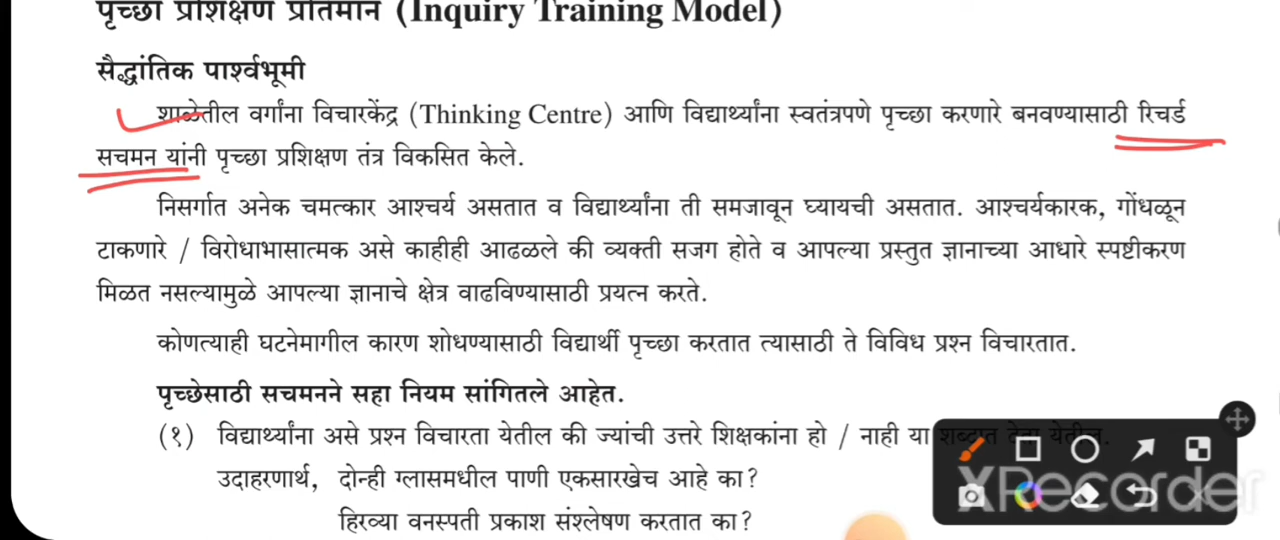 पृच्छा प्रशिक्षण प्रतिमान (Inquiry Training Model)
सैद्धांतिक पार्श्वभूमी
शाळेतील वर्गांना विचारकेंद्र (Thinking Centre) आणि विद्यार्थ्यांना स्वतंत्रपणे पृच्छा करणारे बनवण्यासाठी रिचर्ड
सचमन यांनी पृच्छा प्रशिक्षण तंत्र विकसित केले.
निसर्गात अनेक चमत्कार आश्चर्य असतात व विद्यार्थ्यांना ती समजावून घ्यायची असतात. आश्चर्यकारक, गोंधळून
टाकणारे / विरोधाभासात्मक असे काहीही आढळले की व्यक्ती सजग होते व आपल्या प्रस्तुत ज्ञानाच्या आधारे स्पष्टीकरण
मिळत नसल्यामुळे आपल्या ज्ञानाचे क्षेत्र वाढविण्यासाठी प्रयत्न करते.
कोणत्याही घटनेमागील कारण शोधण्यासाठी विद्यार्थी पृच्छा करतात त्यासाठी ते विविध प्रश्न विचारतात.
पृच्छेसाठी सचमनने सहा नियम सांगितले आहेत.
(१) विद्यार्थ्यांना असे प्रश्न विचारता येतील की ज्यांची उत्तरे शिक्षकांना हो / नाही या शब्दात देता येतील.
उदाहरणार्थ, दोन्ही ग्लासमधील पाणी एकसारखेच आहे का?
हिरव्या वनस्पती प्रकाश संश्लेषण करतात का?
XRecorder